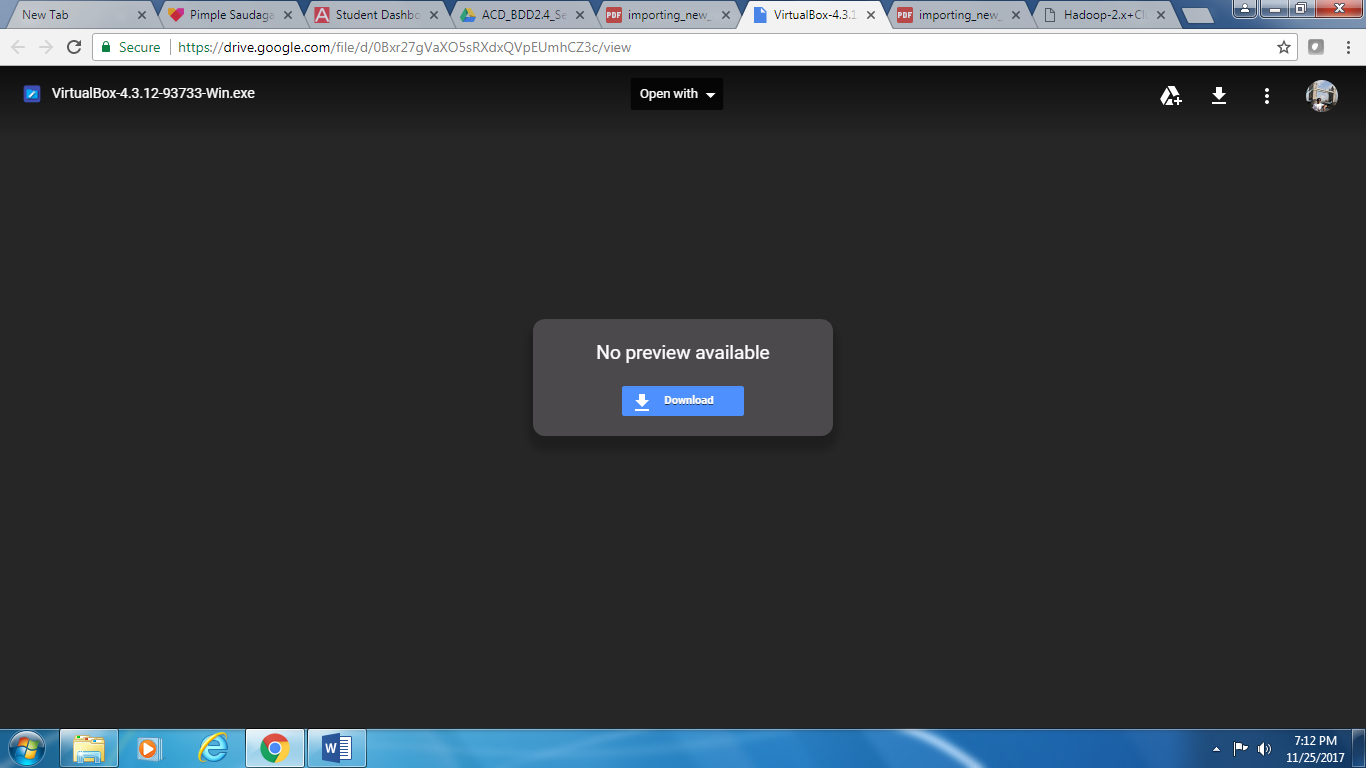 New Tab
Pimple Saudaga
Student Dashbo
ACD_BDD2.4_Se
PDF importing_new_
VirtualBox-4.3.1
PDF importing_new_
Hadoop-2.x+Cl
Secure https://drive.google.com/file/d/0Bxr27gVaXO5sRXdxQVpEUmhCZ3c/view
VirtualBox-4.3.12-93733-Win.exe
Open with
No preview available
Download
7:12 PM
11/25/2017